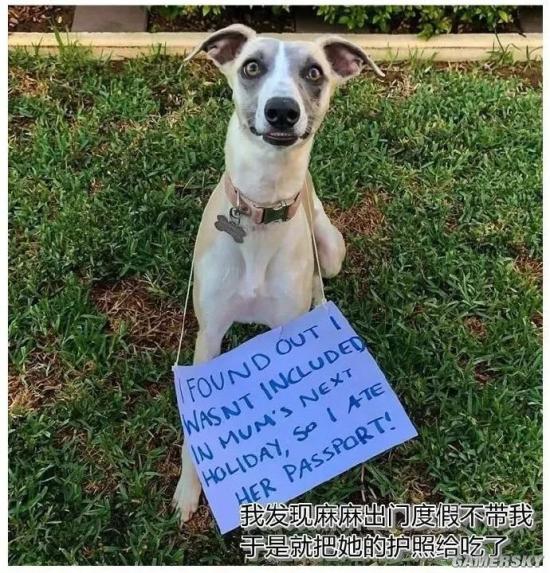 I FOUND OUT I
WASNT INCLUDED
IN MUM'S NEXT
HOLIDAY, SO I ATE
HER PASSPORT!
我发现麻麻出门度假不带我
于是就把她的护照给吃了
GAMERSKY